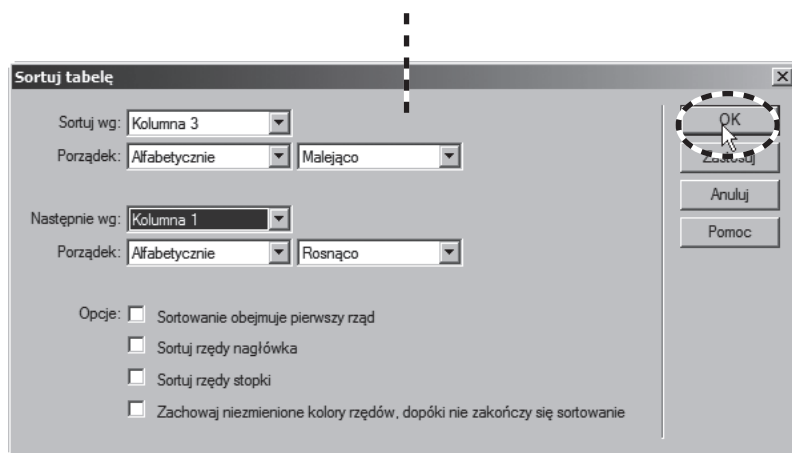 Sortuj tabelę
Sortuj wg: Kolumna 3
OK
Porządek: Alfabetycznie Malejąco
Zastosuj
Anuluj
Następnie wg: Kolumna 1
Pomoc
Porządek: Alfabetycznie Rosnąco
Opcje: Sortowanie obejmuje pierwszy rząd
Sortuj rzędy nagłówka
Sortuj rzędy stopki
Zachowaj niezmienione kolory rzędów, dopóki nie zakończy się sortowanie